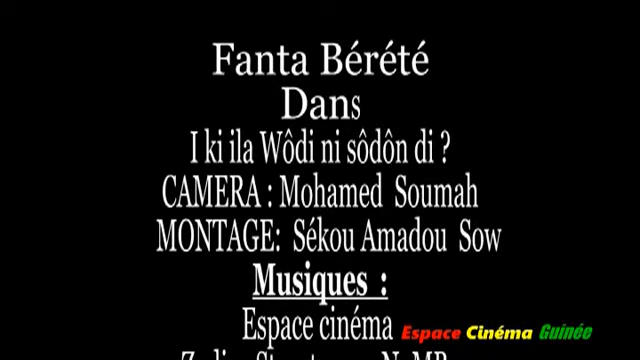 Fanta Bérété
Dans
I ki ila Wôdi ni sôdôn di ?
CAMERA : Mohamed Soumah
MONTAGE: Sékou Amadou Sow
Musiques :
Espace cinéma
Espace Cinéma Guinée